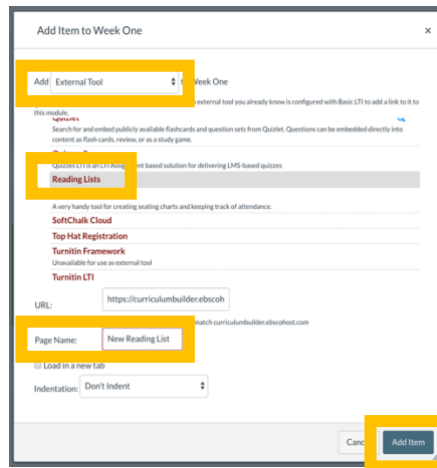 Add Item to Week One
×
Add External Tool Week One
external tool you already know is configured with Basic LTI to add a link to it to
this module.
Quizlet
Search for and embed publicly available flashcards and question sets from Quizlet. Questions can be embedded directly into
content as flash cards, review, or as a study game.
Quizzes LTI is an LTI based solution for delivering LMS-based quizzes
Reading Lists
A very handy tool for creating seating charts and keeping track of attendance.
SoftChalk Cloud
Top Hat Registration
Turnitin Framework
Unavailable for use as external tool
Turnitin LTI
URL: https://curriculumbuilder.ebscoh
match curriculumbuilder.ebscohost.com
Page Name: New Reading List
Load in a new tab
Indentation: Don't Indent
Add Item